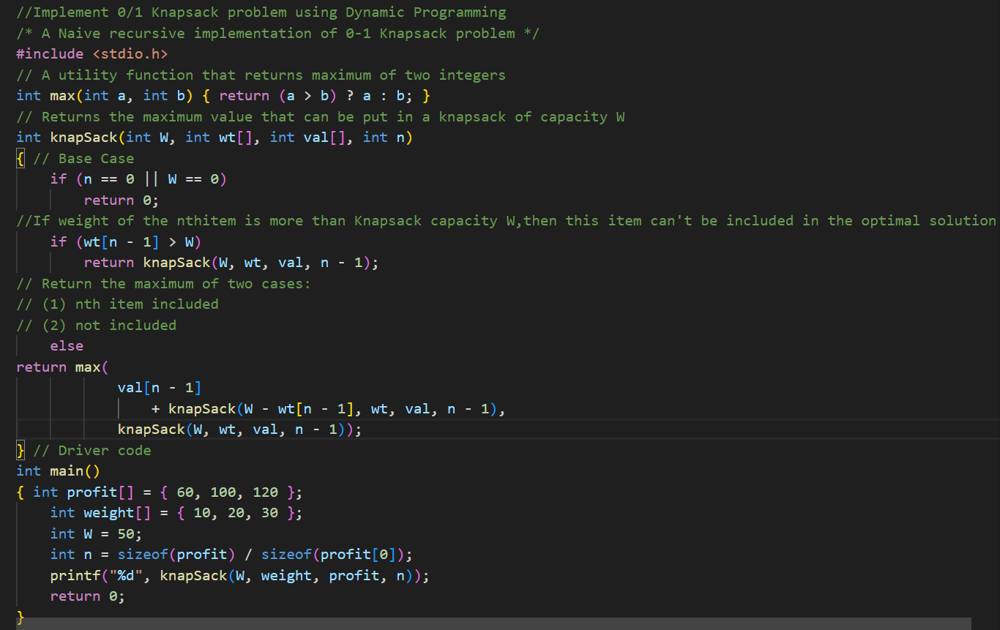 //Implement 0/1 Knapsack problem using Dynamic Programming
/* A Naive recursive implementation of 0-1 Knapsack problem */
#include <stdio.h>
// A utility function that returns maximum of two integers
int max(int a, int b) { return (a > b) ? a : b; }
// Returns the maximum value that can be put in a knapsack of capacity W
int knapSack(int W, int wt[], int val[], int n)
{ // Base Case
    if (n == 0 || W == 0)
        return 0;
//If weight of the nthitem is more than Knapsack capacity W,then this item can't be included in the optimal solution
    if (wt[n - 1] > W)
        return knapSack(W, wt, val, n - 1);
// Return the maximum of two cases:
// (1) nth item included
// (2) not included
    else
return max(
            val[n - 1]
                + knapSack(W - wt[n - 1], wt, val, n - 1),
            knapSack(W, wt, val, n - 1));
} // Driver code
int main()
{ int profit[] = { 60, 100, 120 };
    int weight[] = { 10, 20, 30 };
    int W = 50;
    int n = sizeof(profit) / sizeof(profit[0]);
    printf("%d", knapSack(W, weight, profit, n));
    return 0;
}